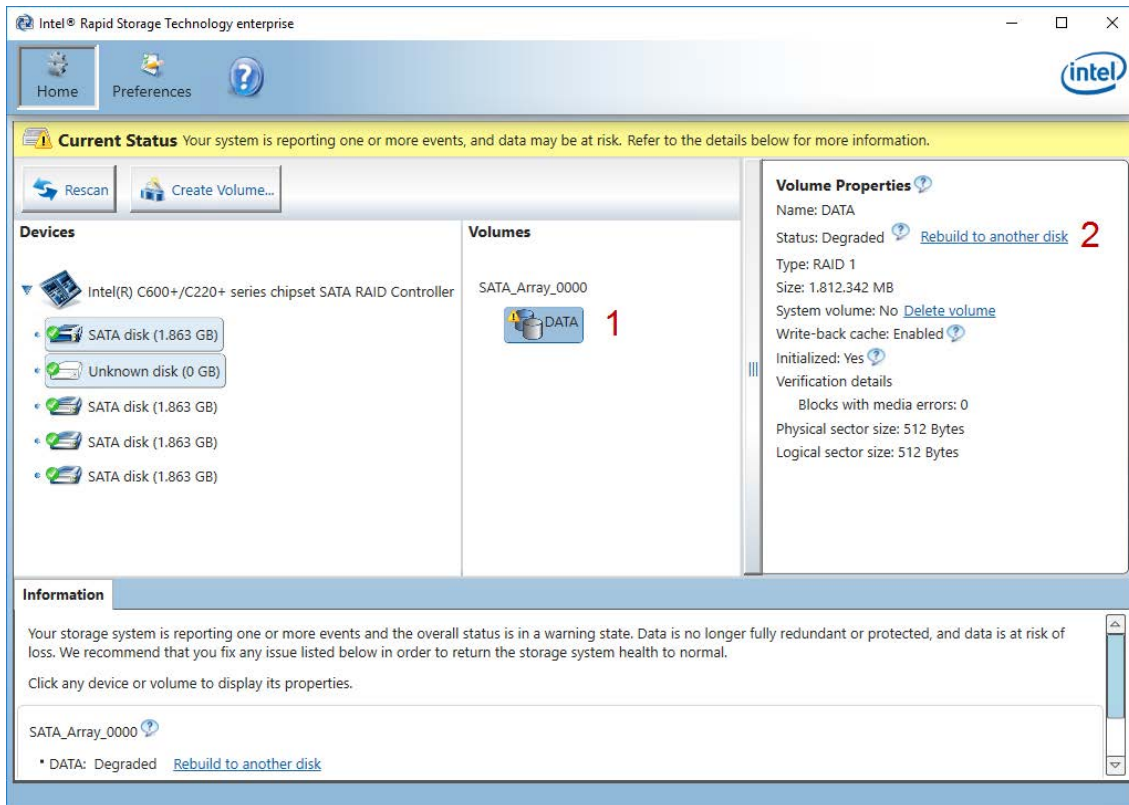 Intel® Rapid Storage Technology enterprise
Home
Preferences
intel
Current Status Your system is reporting one or more events, and data may be at risk. Refer to the details below for more information.
Rescan
Create Volume...
Devices
Intel(R) C600+/C220+ series chipset SATA RAID Controller
SATA disk (1.863 GB)
Unknown disk (0 GB)
SATA disk (1.863 GB)
SATA disk (1.863 GB)
SATA disk (1.863 GB)
Volumes
SATA_Array_0000
DATA 1
Volume Properties ?
Name: DATA
Status: Degraded ? Rebuild to another disk 2
Type: RAID 1
Size: 1.812.342 MB
System volume: No Delete volume
Write-back cache: Enabled ?
Initialized: Yes ?
Verification details
Blocks with media errors: 0
Physical sector size: 512 Bytes
Logical sector size: 512 Bytes
Information
Your storage system is reporting one or more events and the overall status is in a warning state. Data is no longer fully redundant or protected, and data is at risk of
loss. We recommend that you fix any issue listed below in order to return the storage system health to normal.
Click any device or volume to display its properties.
SATA_Array_0000 ?
• DATA: Degraded Rebuild to another disk